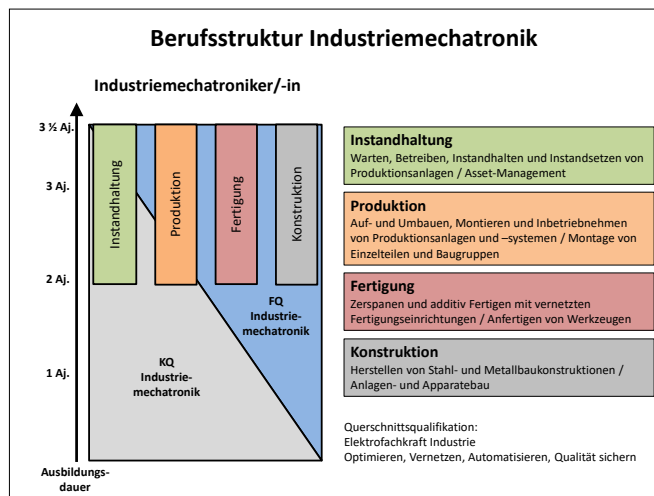 Berufsstruktur Industriemechatronik
Industriemechatroniker/-in
3 ½ Aj.
3 Aj.
2 Aj.
1 Aj.
Ausbildungs-
dauer
Instandhaltung
Produktion
Fertigung
Konstruktion
FQ
Industrie-
mechatronik
KQ
Industrie-
mechatronik
Instandhaltung
Warten, Betreiben, Instandhalten und Instandsetzen von
Produktionsanlagen / Asset-Management
Produktion
Auf- und Umbauen, Montieren und Inbetriebnehmen
von Produktionsanlagen und –systemen / Montage von
Einzelteilen und Baugruppen
Fertigung
Zerspanen und additiv Fertigen mit vernetzten
Fertigungseinrichtungen / Anfertigen von Werkzeugen
Konstruktion
Herstellen von Stahl- und Metallbaukonstruktionen /
Anlagen- und Apparatebau
Querschnittsqualifikation:
Elektrofachkraft Industrie
Optimieren, Vernetzen, Automatisieren, Qualität sichern